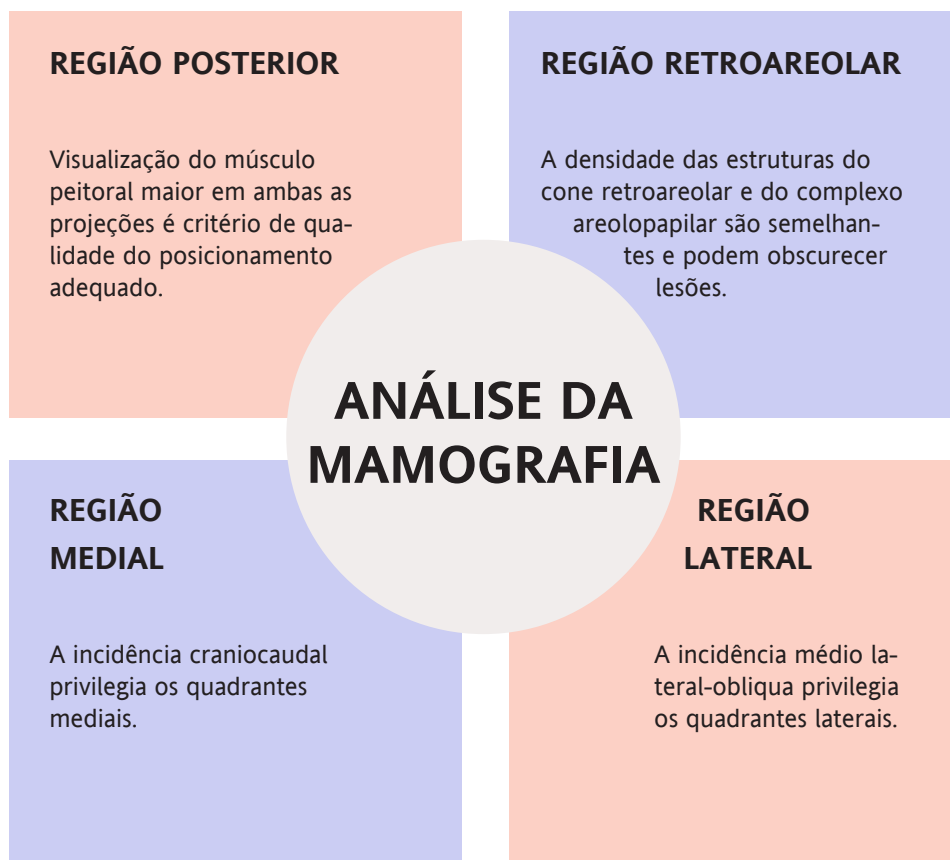 REGIÃO POSTERIOR
Visualização do músculo
peitoral maior em ambas as
projeções é critério de qua-
lidade do posicionamento
adequado.
REGIÃO RETROAREOLAR
A densidade das estruturas do
cone retroareolar e do complexo
areolopapilar são semelhan-
tes e podem obscurecer
lesões.
ANÁLISE DA
MAMOGRAFIA
REGIÃO
MEDIAL
A incidência craniocaudal
privilegia os quadrantes
mediais.
REGIÃO
LATERAL
A incidência médio la-
teral-obliqua privilegia
os quadrantes laterais.